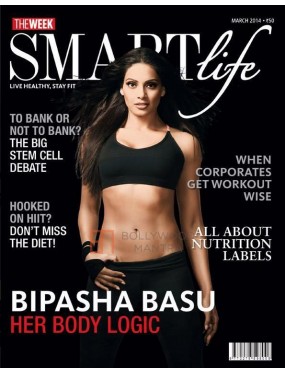 THE WEEK
MARCH 2014 • ₹50
SMART life
LIVE HEALTHY, STAY FIT
TO BANK OR
NOT TO BANK?
THE BIG
STEM CELL
DEBATE
WHEN
CORPORATES
GET WORKOUT
WISE
HOOKED
ON HIIT?
DON'T MISS
THE DIET!
ALL ABOUT
NUTRITION
LABELS
BIPASHA BASU
HER BODY LOGIC